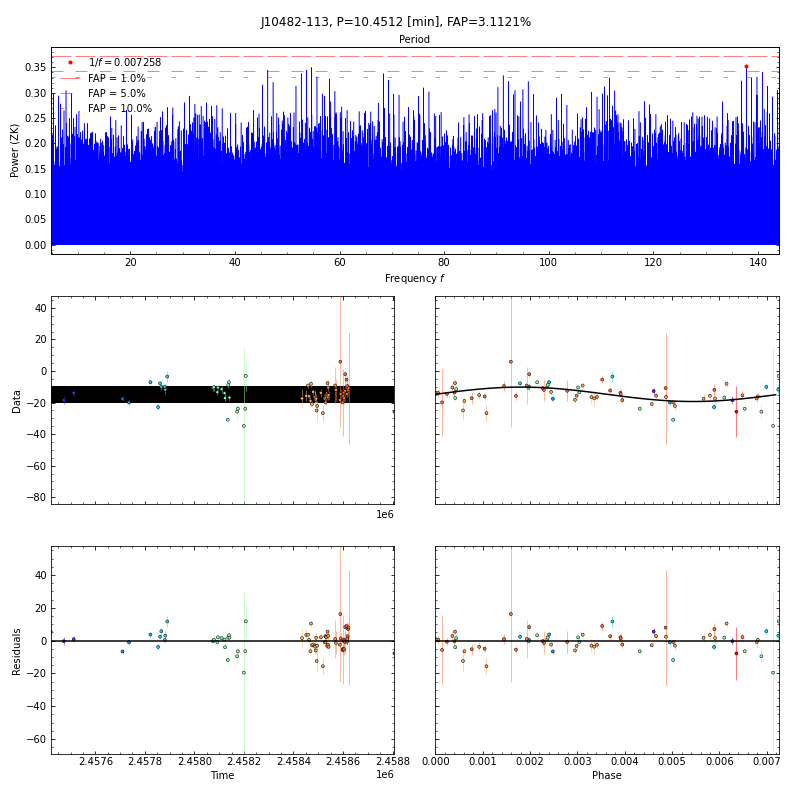 J10482-113, P=10.4512 [min], FAP=3.1121%
Period
0.35
0.30
0.25
0.20
0.15
0.10
0.05
0.00
Power (ZK)
1/f = 0.007258
FAP = 1.0%
FAP = 5.0%
FAP = 10.0%
20 40 60 80 100 120 140
Frequency f
40
20
0
−20
−40
−60
−80
Data
1e6
40
20
0
−20
−40
−60
Residuals
2.4576 2.4578 2.4580 2.4582 2.4584 2.4586 2.4588
1e6
Time
0.000 0.001 0.002 0.003 0.004 0.005 0.006 0.007
Phase